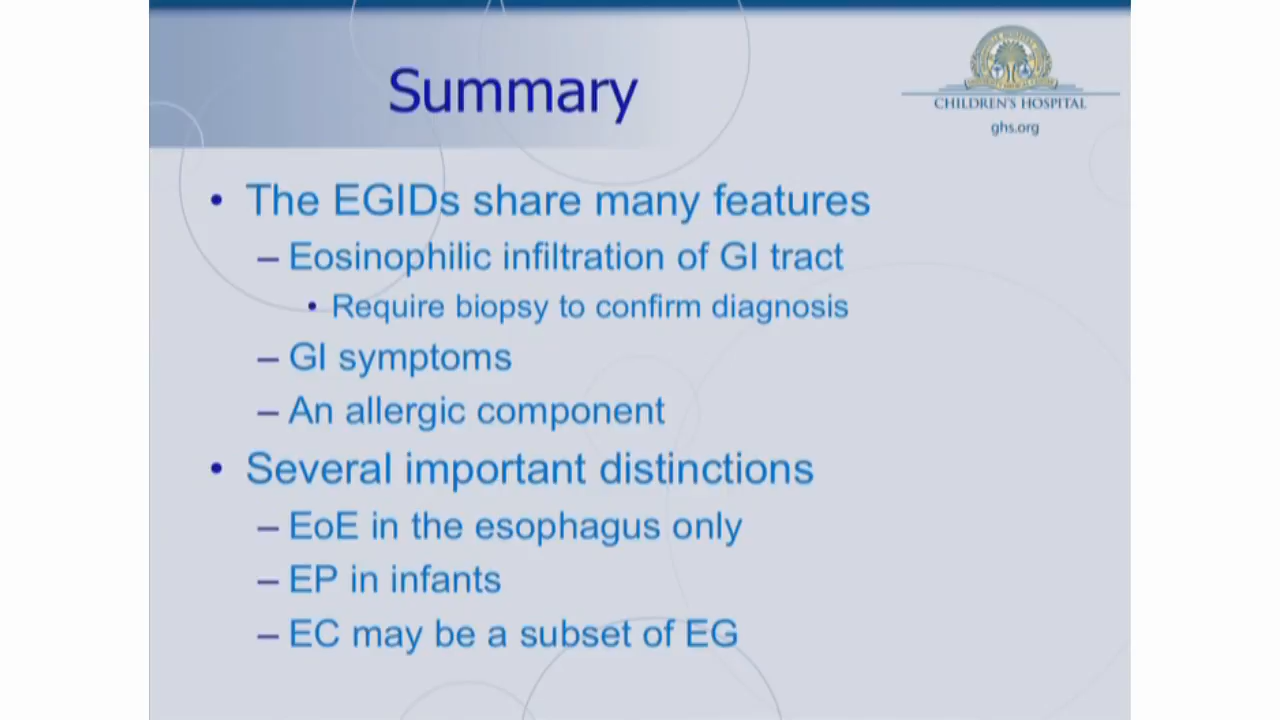 Summary
CHILDREN'S HOSPITAL
ghs.org
• The EGIDs share many features
– Eosinophilic infiltration of GI tract
• Require biopsy to confirm diagnosis
– GI symptoms
– An allergic component
• Several important distinctions
– EoE in the esophagus only
– EP in infants
– EC may be a subset of EG